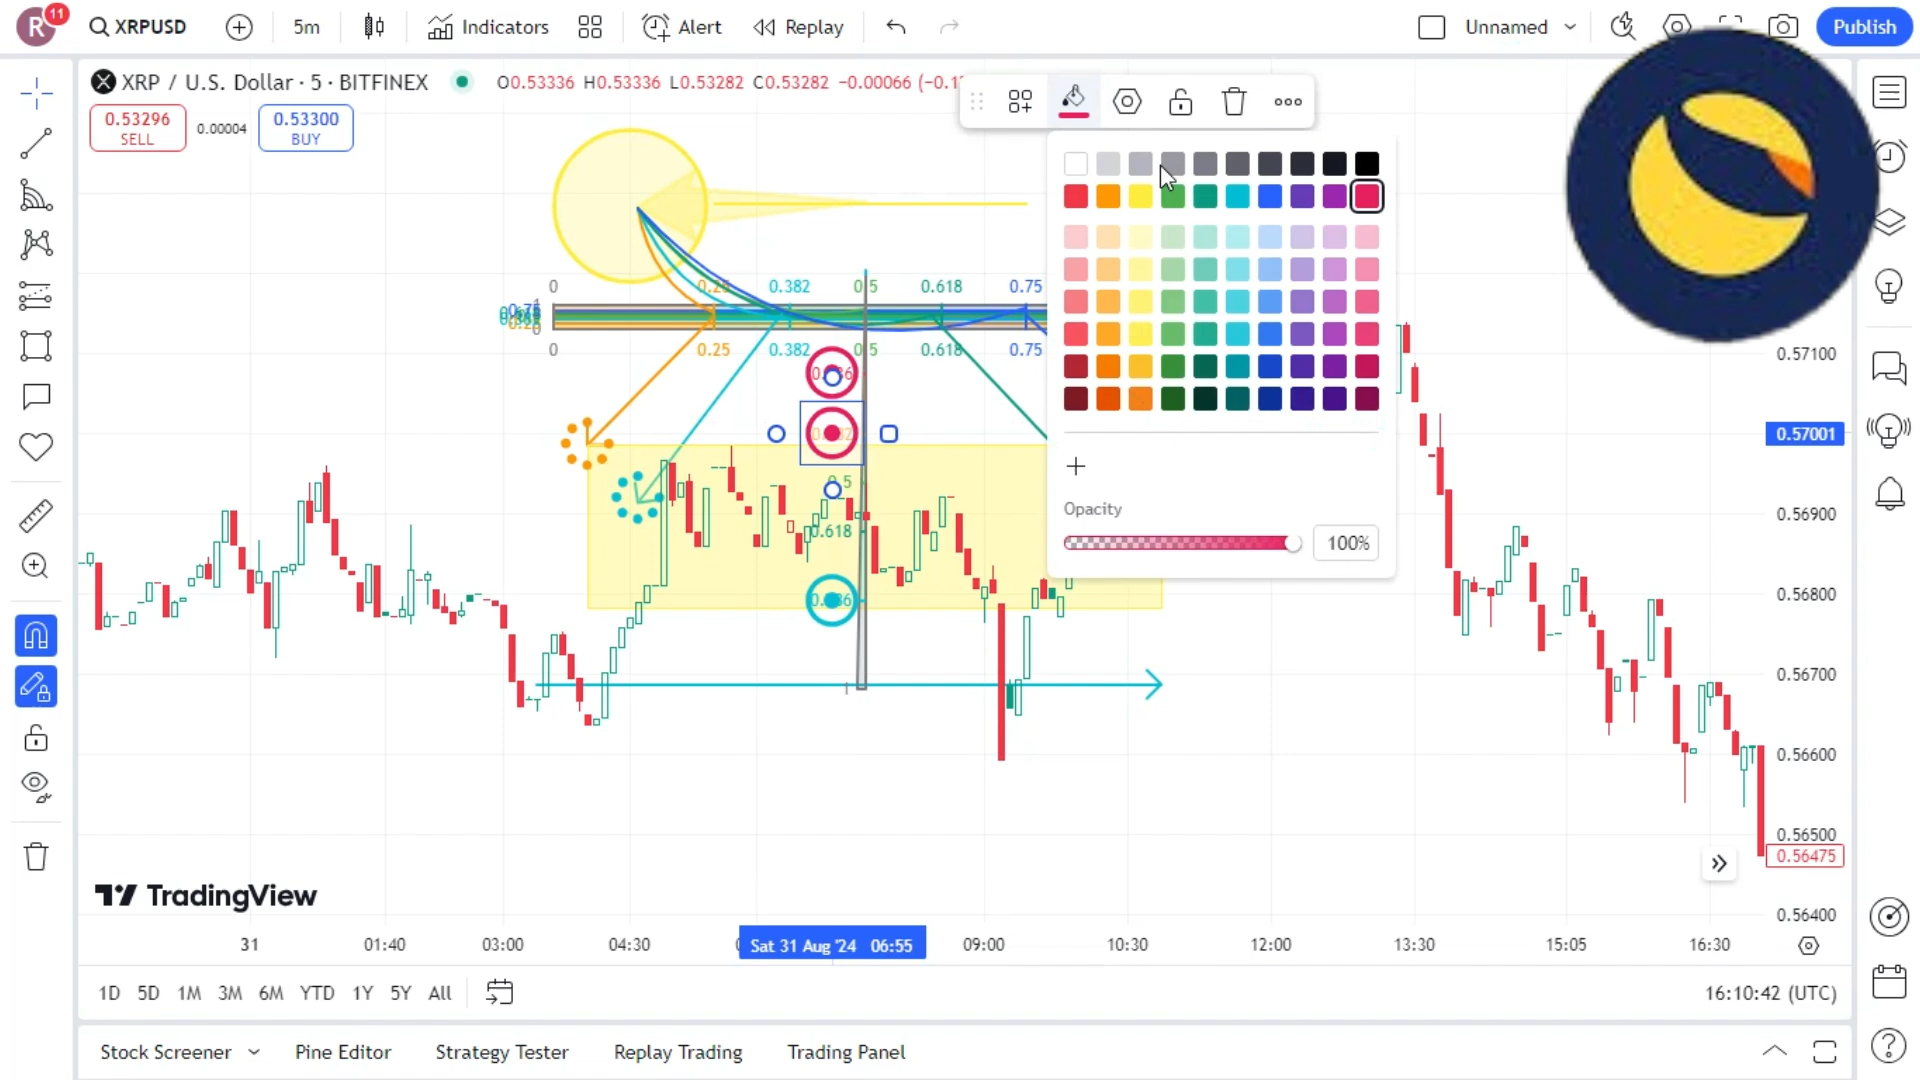 R 11 XRPUSD 5m Indicators Alert Replay Unnamed Publish
XRP / U.S. Dollar · 5 · BITFINEX O0.53336 H0.53336 L0.53282 C0.53282 −0.00066
0.53296 SELL 0.00004 0.53300 BUY
0 0.25 0.382 0.5 0.618 0.75
0 0.25 0.382 0.5 0.618 0.75
0.5
0.618
Opacity
100%
0.57100
0.57001
0.56900
0.56800
0.56700
0.56600
0.56500
0.56475
0.56400
TradingView
31 01:40 03:00 04:30 Sat 31 Aug '24 06:55 09:00 10:30 12:00 13:30 15:05 16:30
1D 5D 1M 3M 6M YTD 1Y 5Y All 16:10:42 (UTC)
Stock Screener Pine Editor Strategy Tester Replay Trading Trading Panel